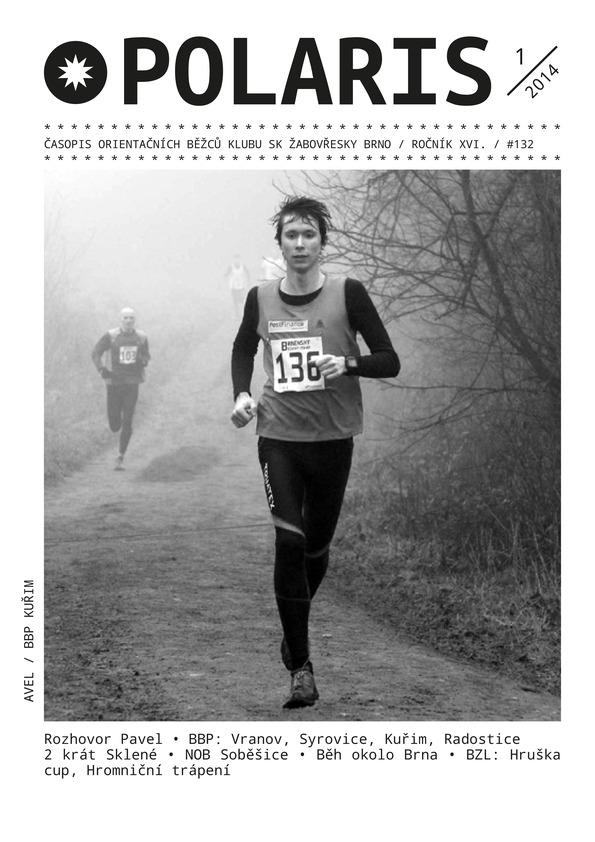 POLARIS
1
2014
* * * * * * * * * * * * * * * * * * * * * * * * * * * * * * * * * *
ČASOPIS ORIENTAČNÍCH BĚŽCŮ KLUBU SK ŽABOVŘESKY BRNO / ROČNÍK XVI. / #132
* * * * * * * * * * * * * * * * * * * * * * * * * * * * * * * * * *
PostFinance
BRNĚNSKÝ
136
103
AVEL / BBP KUŘIM
Rozhovor Pavel • BBP: Vranov, Syrovice, Kuřim, Radostice
2 krát Sklené • NOB Soběšice • Běh okolo Brna • BZL: Hruška
cup, Hromniční trápení